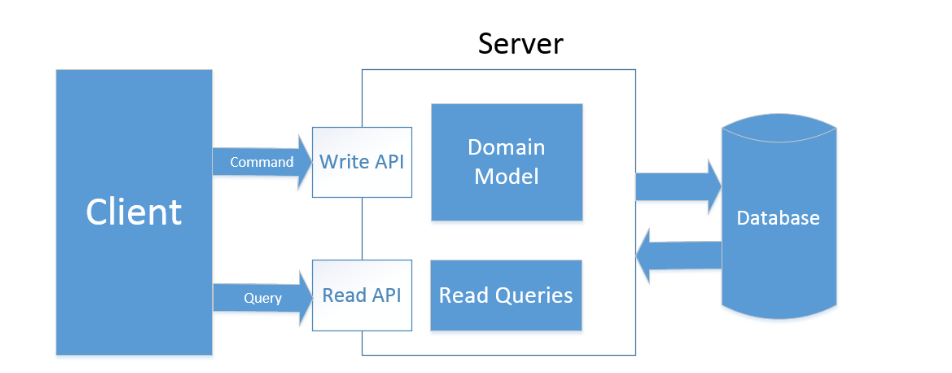 Server
Client
Command
Write API
Domain
Model
Database
Query
Read API
Read Queries